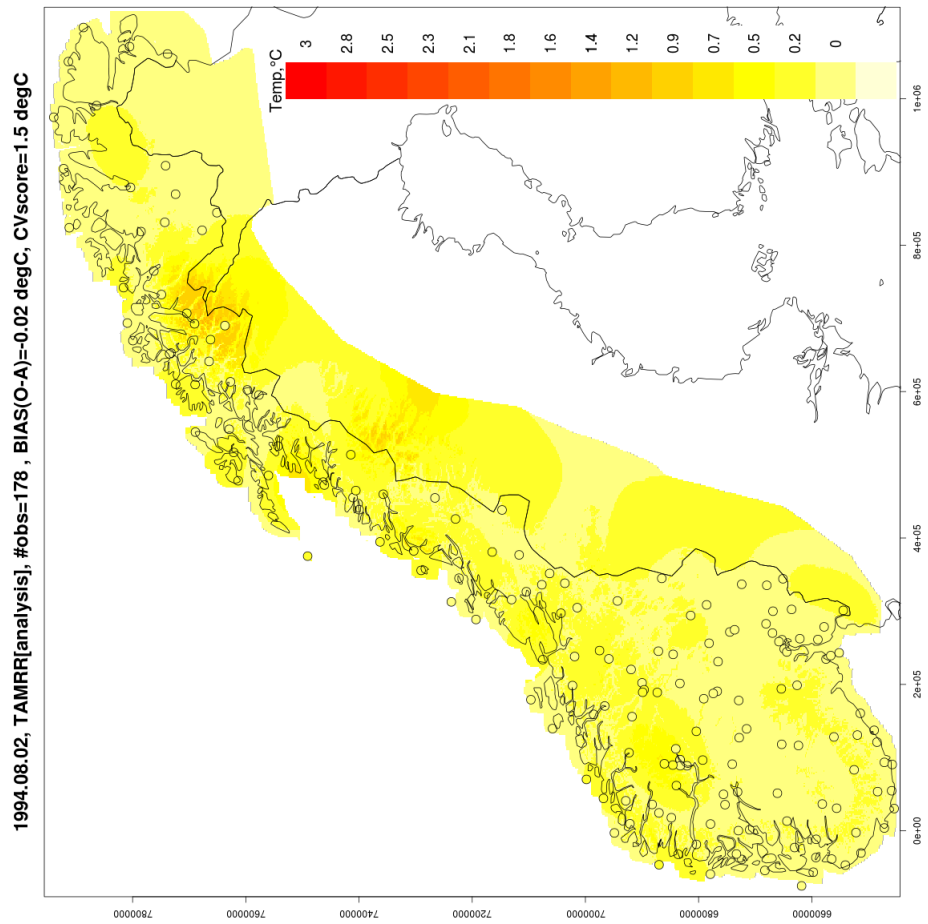 1994.08.02, TAMRR[analysis], #obs=178 , BIAS(O-A)=-0.02 degC, CVscore=1.5 degC
Temp,°C
3
2.8
2.5
2.3
2.1
1.8
1.6
1.4
1.2
0.9
0.7
0.5
0.2
0
0e+00
2e+05
4e+05
6e+05
8e+05
1e+06
7800000
7600000
7400000
7200000
7000000
6800000
6600000